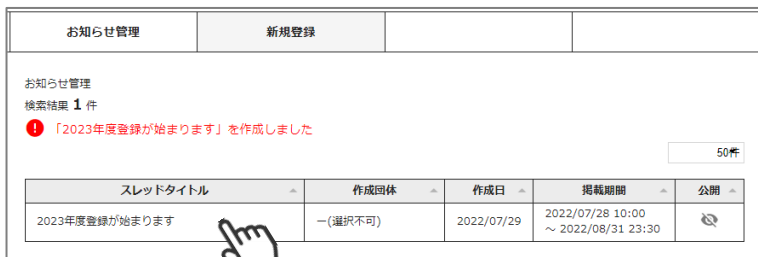 お知らせ管理 新規登録
お知らせ管理
検索結果 1 件
「2023年度登録が始まります」を作成しました
50件
スレッドタイトル 作成団体 作成日 掲載期間 公開
2023年度登録が始まります ー(選択不可) 2022/07/29 2022/07/28 10:00
～ 2022/08/31 23:30